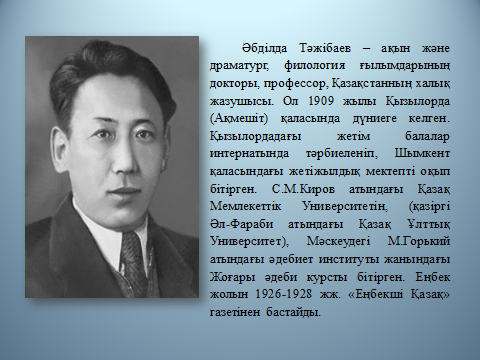 Әбділда Тәжібаев – ақын және
драматург, филология ғылымдарының
докторы, профессор, Қазақстанның халық
жазушысы. Ол 1909 жылы Қызылорда
(Ақмешіт) қаласында дүниеге келген.
Қызылордадағы жетім балалар
интернатында тәрбиеленіп, Шымкент
қаласындағы жетіжылдық мектепті оқып
бітірген. С.М.Киров атындағы Қазақ
Мемлекеттік Университетін, (қазіргі
Әл-Фараби атындағы Қазақ Ұлттық
Университет), Мәскеудегі М.Горький
атындағы әдебиет институты жанындағы
Жоғары әдеби курсты бітірген. Еңбек
жолын 1926-1928 жж. «Еңбекші Қазақ»
газетінен бастайды.